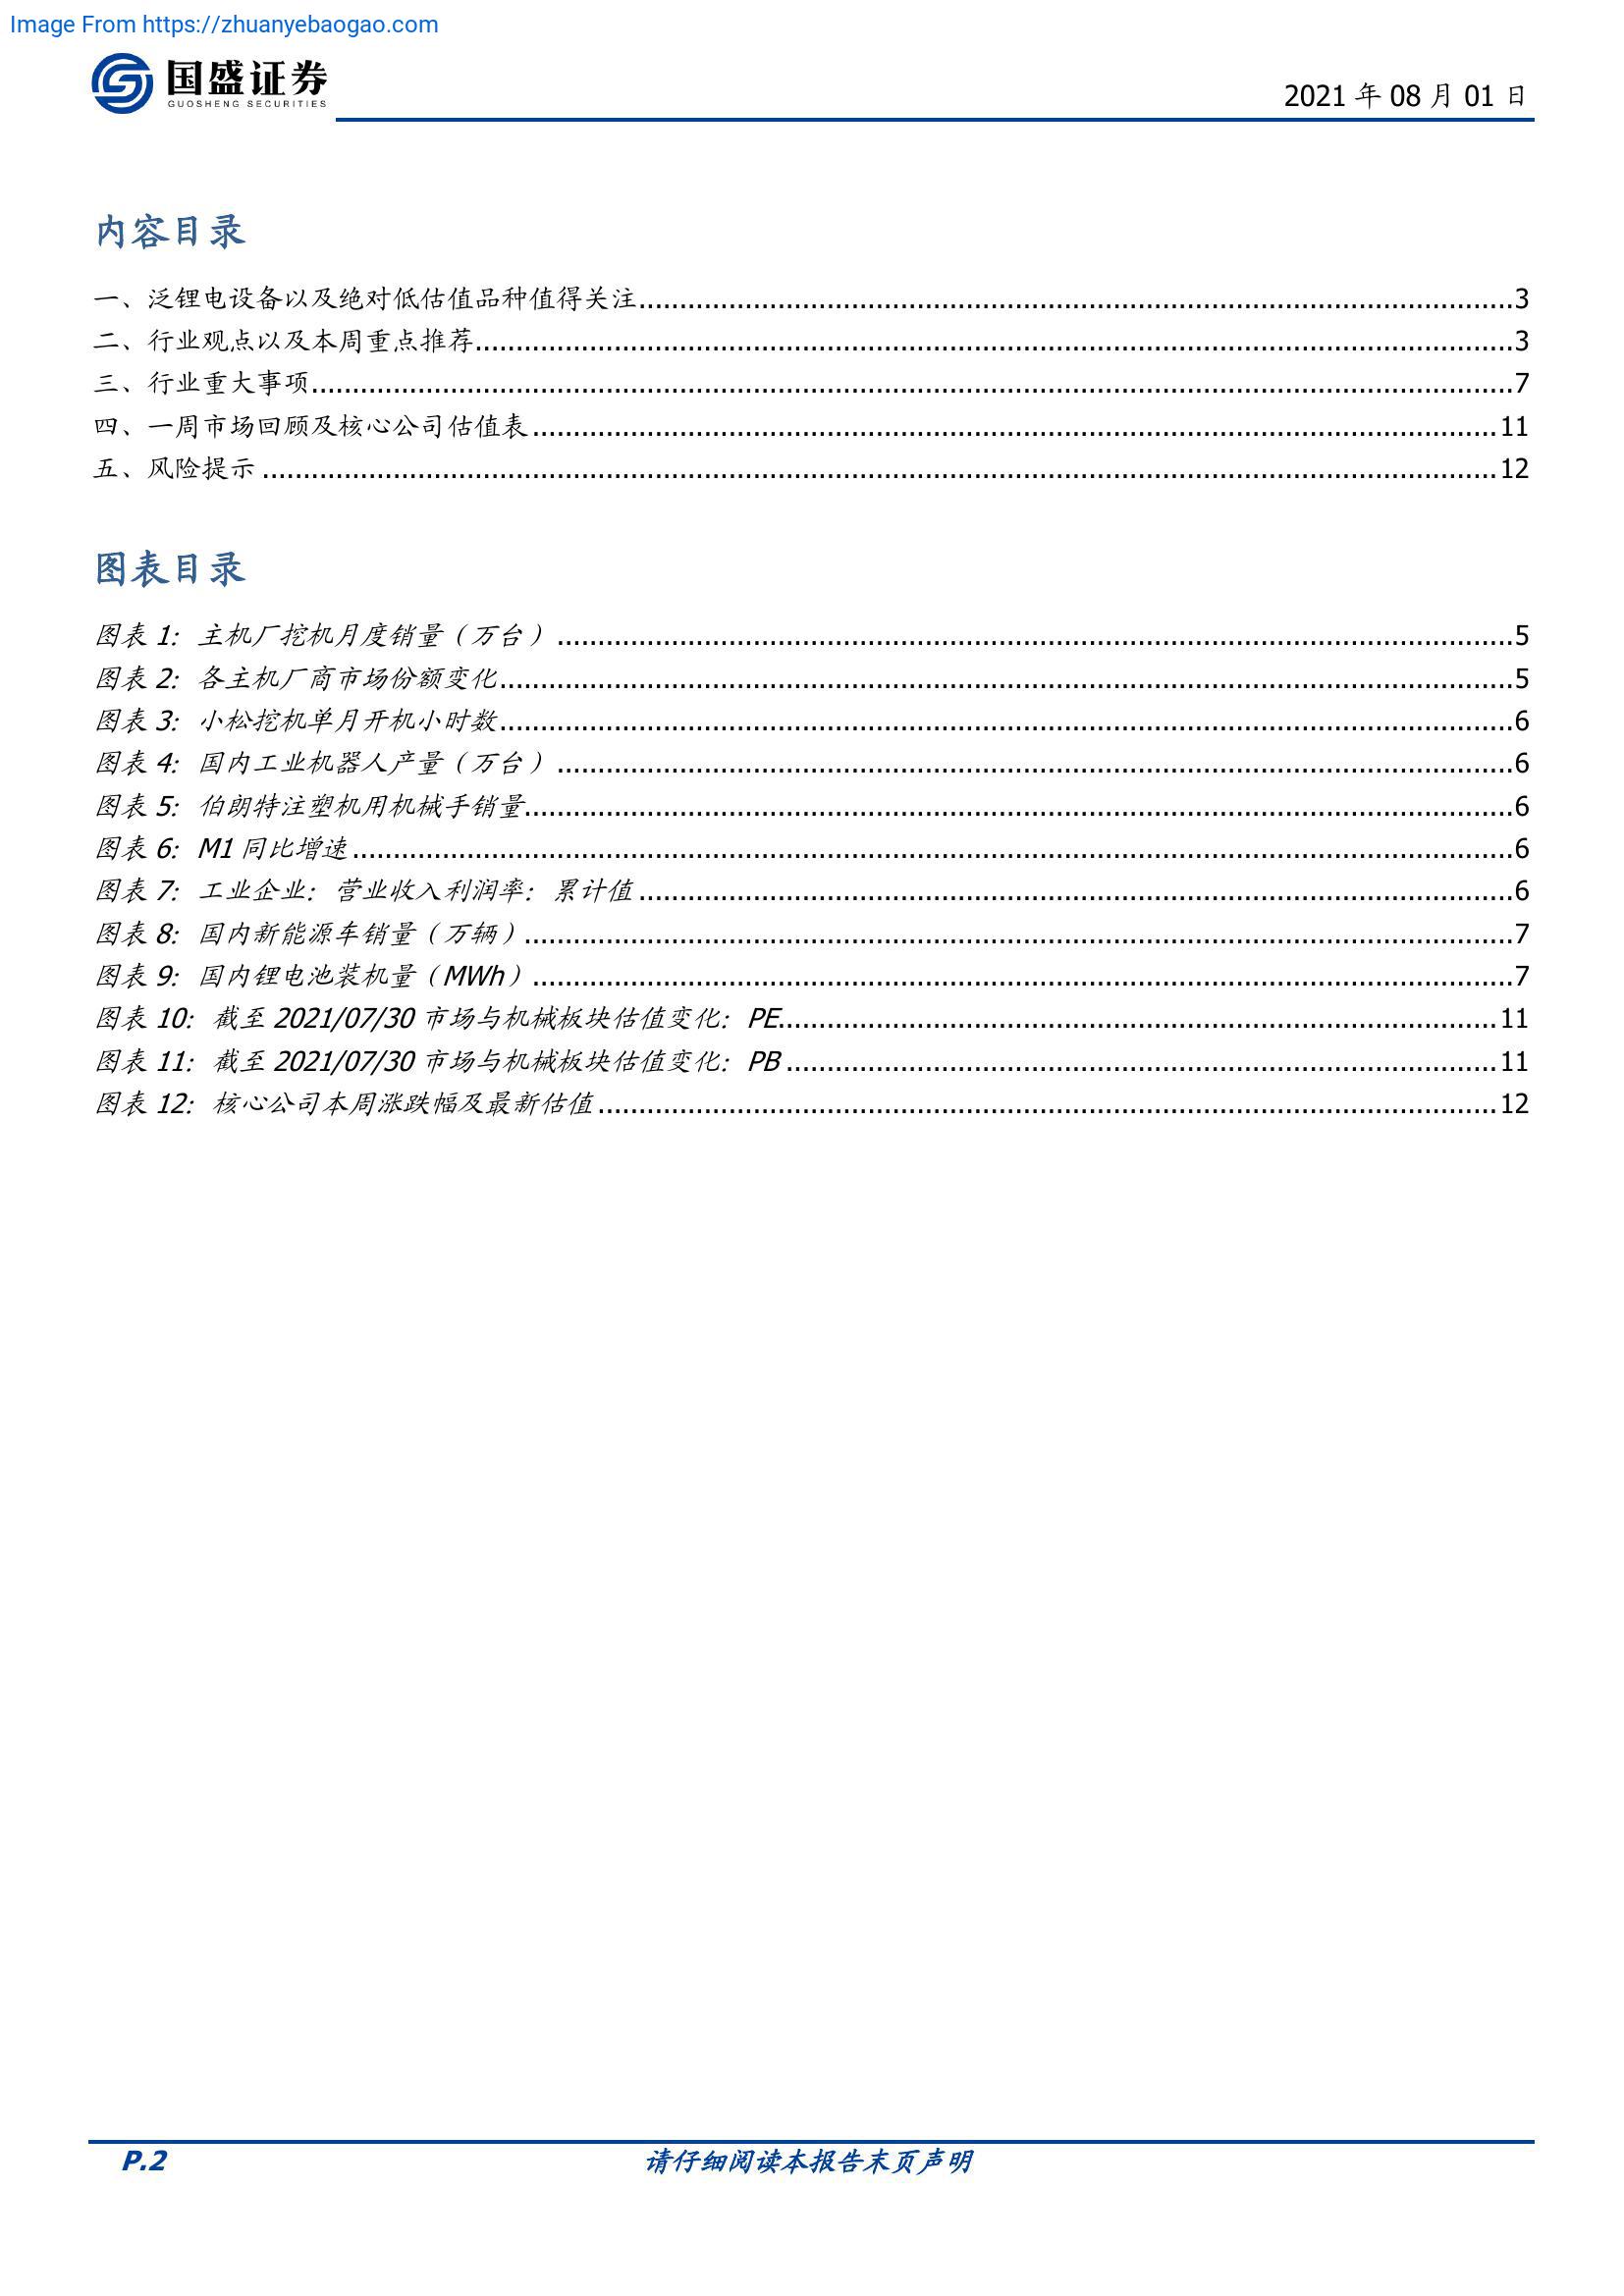 Image From https://zhuanyebaogao.com
国盛证券
GUOSHENG SECURITIES
2021 年 08 月 01 日
内容目录
一、泛锂电设备以及绝对低估值品种值得关注 3
二、行业观点以及本周重点推荐 3
三、行业重大事项 7
四、一周市场回顾及核心公司估值表 11
五、风险提示 12
图表目录
图表 1: 主机厂挖机月度销量（万台） 5
图表 2: 各主机厂商市场份额变化 5
图表 3: 小松挖机单月开机小时数 6
图表 4: 国内工业机器人产量（万台） 6
图表 5: 伯朗特注塑机用机械手销量 6
图表 6: M1 同比增速 6
图表 7: 工业企业：营业收入利润率：累计值 6
图表 8: 国内新能源车销量（万辆） 7
图表 9: 国内锂电池装机量（MWh） 7
图表 10: 截至 2021/07/30 市场与机械板块估值变化：PE 11
图表 11: 截至 2021/07/30 市场与机械板块估值变化：PB 11
图表 12: 核心公司本周涨跌幅及最新估值 12
P.2
请仔细阅读本报告末页声明